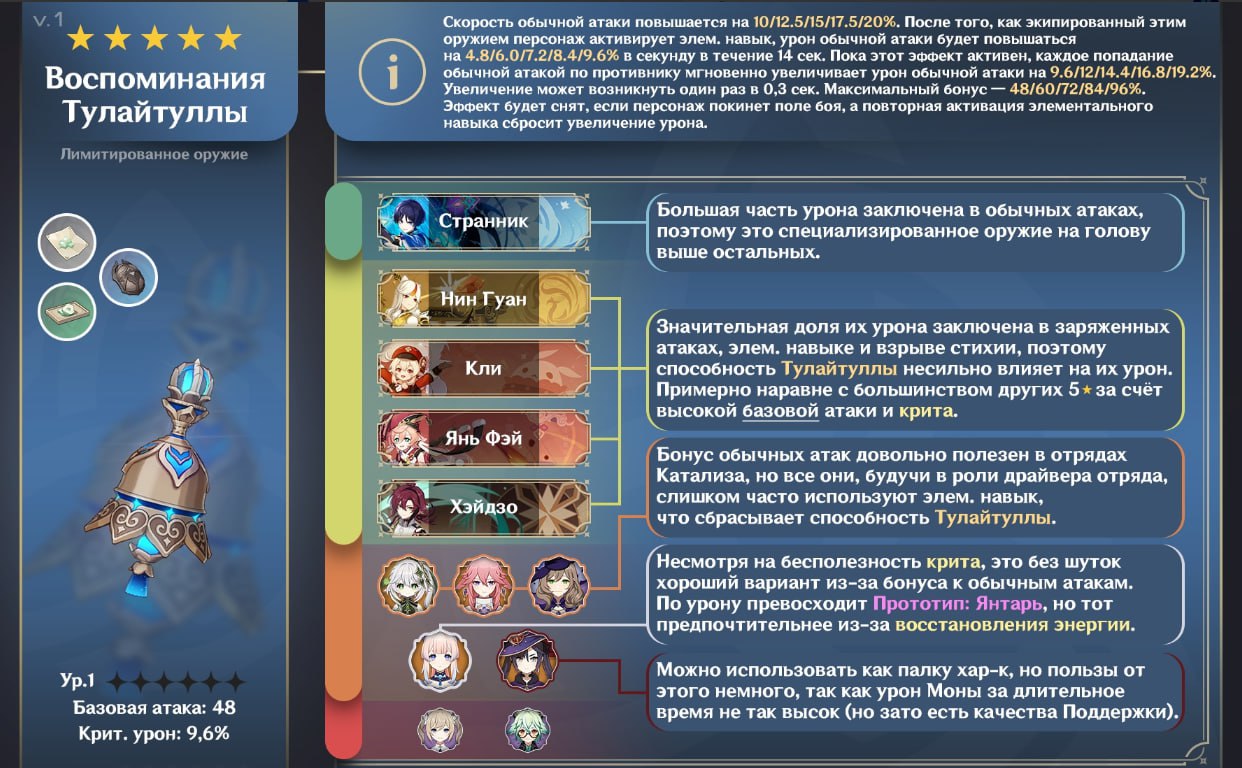 v.1
Воспоминания
Тулайтуллы
Лимитированное оружие
Скорость обычной атаки повышается на 10/12.5/15/17.5/20%. После того, как экипированный этим
оружием персонаж активирует элем. навык, урон обычной атаки будет повышаться
на 4.8/6.0/7.2/8.4/9.6% в секунду в течение 14 сек. Пока этот эффект активен, каждое попадание
обычной атакой по противнику мгновенно увеличивает урон обычной атаки на 9.6/12/14.4/16.8/19.2%.
Увеличение может возникнуть один раз в 0,3 сек. Максимальный бонус — 48/60/72/84/96%.
Эффект будет снят, если персонаж покинет поле боя, а повторная активация элементального
навыка сбросит увеличение урона.
Странник
Большая часть урона заключена в обычных атаках,
поэтому это специализированное оружие на голову
выше остальных.
Нин Гуан
Кли
Янь Фэй
Хэйдзо
Значительная доля их урона заключена в заряженных
атаках, элем. навыке и взрыве стихии, поэтому
способность Тулайтуллы несильно влияет на их урон.
Примерно наравне с большинством других 5★ за счёт
высокой базовой атаки и крита.
Бонус обычных атак довольно полезен в отрядах
Катализа, но все они, будучи в роли драйвера отряда,
слишком часто используют элем. навык,
что сбрасывает способность Тулайтуллы.
Несмотря на бесполезность крита, это без шуток
хороший вариант из-за бонуса к обычным атакам.
По урону превосходит Прототип: Янтарь, но тот
предпочтительнее из-за восстановления энергии.
Можно использовать как палку хар-к, но пользы от
этого немного, так как урон Моны за длительное
время не так высок (но зато есть качества Поддержки).
Ур.1
Базовая атака: 48
Крит. урон: 9,6%